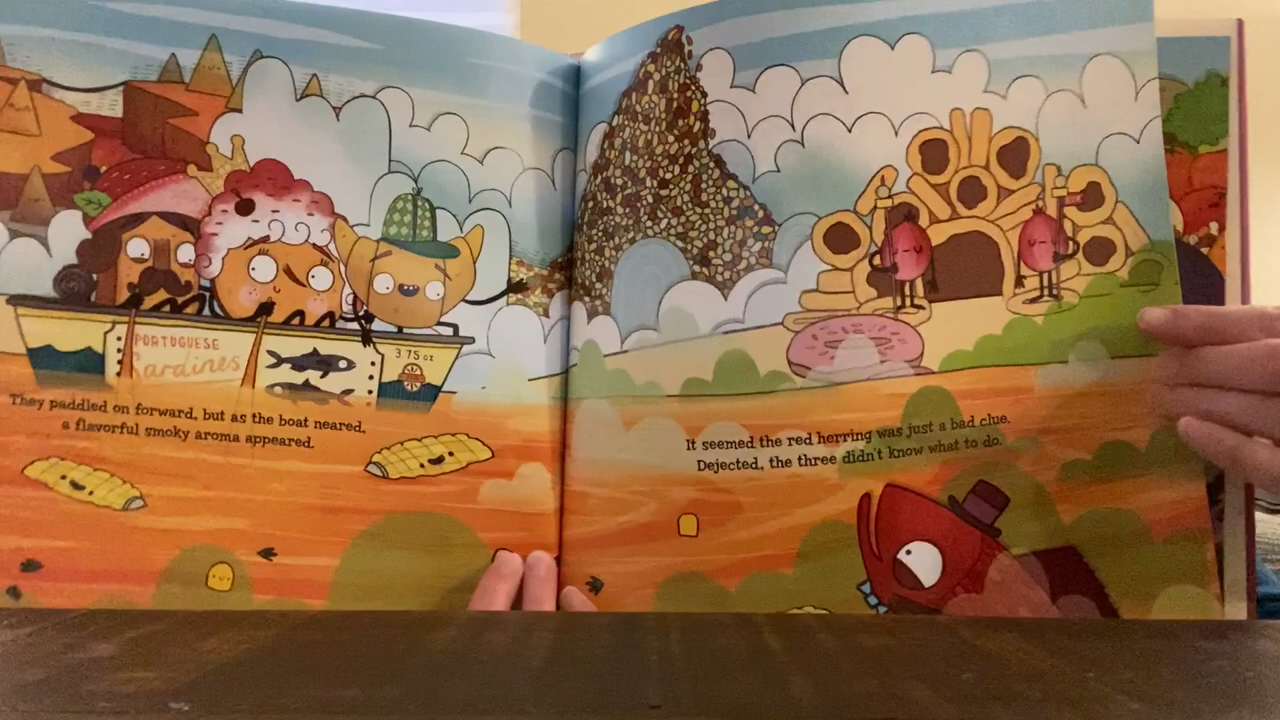 PORTUGUESE
Sardines
3.75 oz
They paddled on forward, but as the boat neared,
a flavorful smoky aroma appeared.
It seemed the red herring was just a bad clue.
Dejected, the three didn't know what to do.